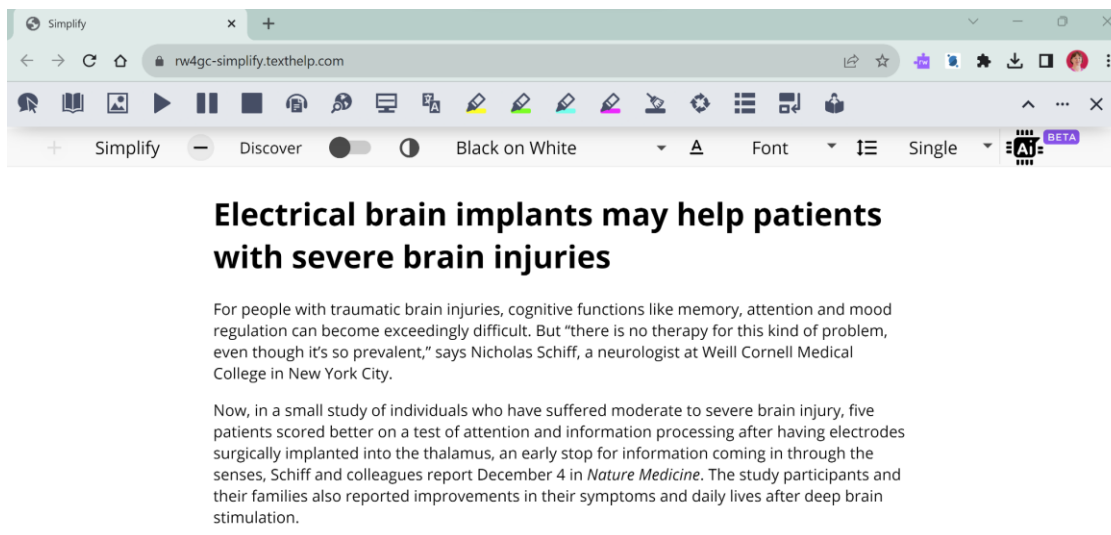 Simplify
rw4gc-simplify.texthelp.com
Simplify Discover Black on White A Font Single Ai BETA
Electrical brain implants may help patients
with severe brain injuries
For people with traumatic brain injuries, cognitive functions like memory, attention and mood
regulation can become exceedingly difficult. But “there is no therapy for this kind of problem,
even though it’s so prevalent,” says Nicholas Schiff, a neurologist at Weill Cornell Medical
College in New York City.
Now, in a small study of individuals who have suffered moderate to severe brain injury, five
patients scored better on a test of attention and information processing after having electrodes
surgically implanted into the thalamus, an early stop for information coming in through the
senses, Schiff and colleagues report December 4 in Nature Medicine. The study participants and
their families also reported improvements in their symptoms and daily lives after deep brain
stimulation.